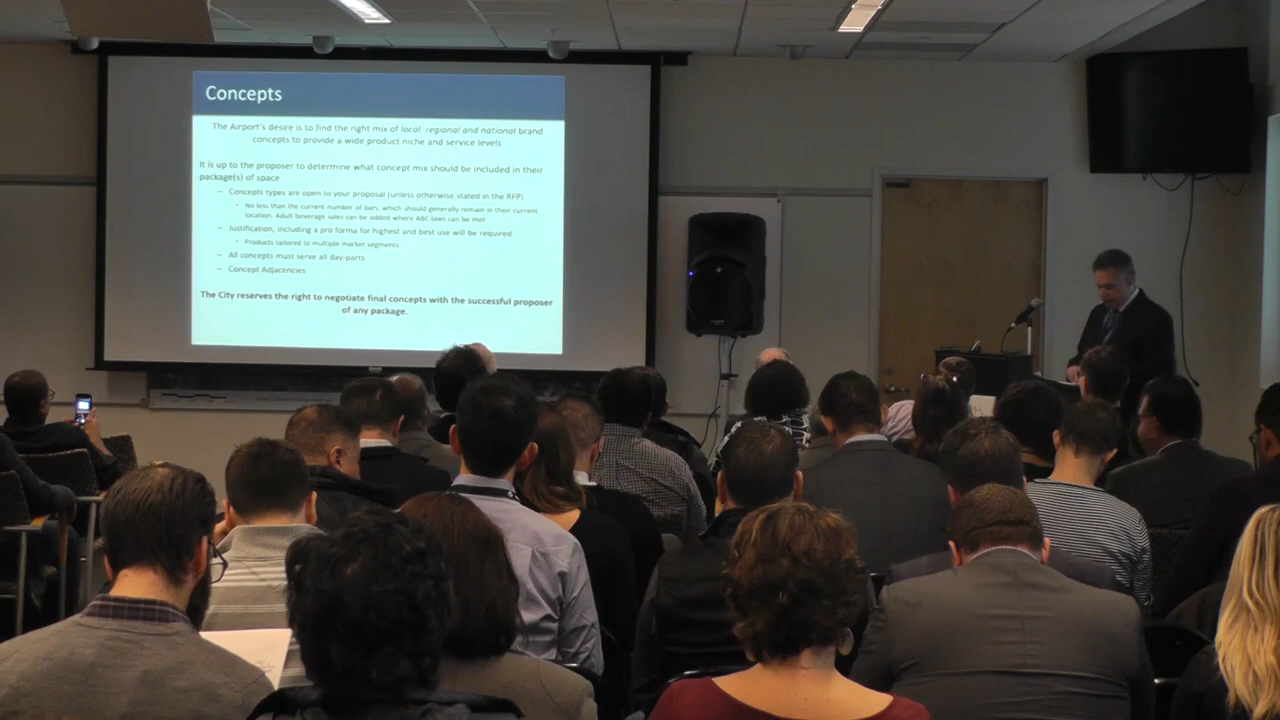 Concepts
The Airport's desire is to find the right mix of local, regional and national brand
concepts to provide a wide product niche and service levels
It is up to the proposer to determine what concept mix should be included in their
package(s) of space
– Concepts types are open to your proposal (unless otherwise stated in the RFP)
• No less than the current number of bars, which should generally remain in their current
location. Adult beverage sales can be added where ABC laws can be met
– Justification, including a pro forma for highest and best use will be required
• Products tailored to multiple market segments
– All concepts must serve all day-parts
– Concept Adjacencies
The City reserves the right to negotiate final concepts with the successful proposer
of any package.